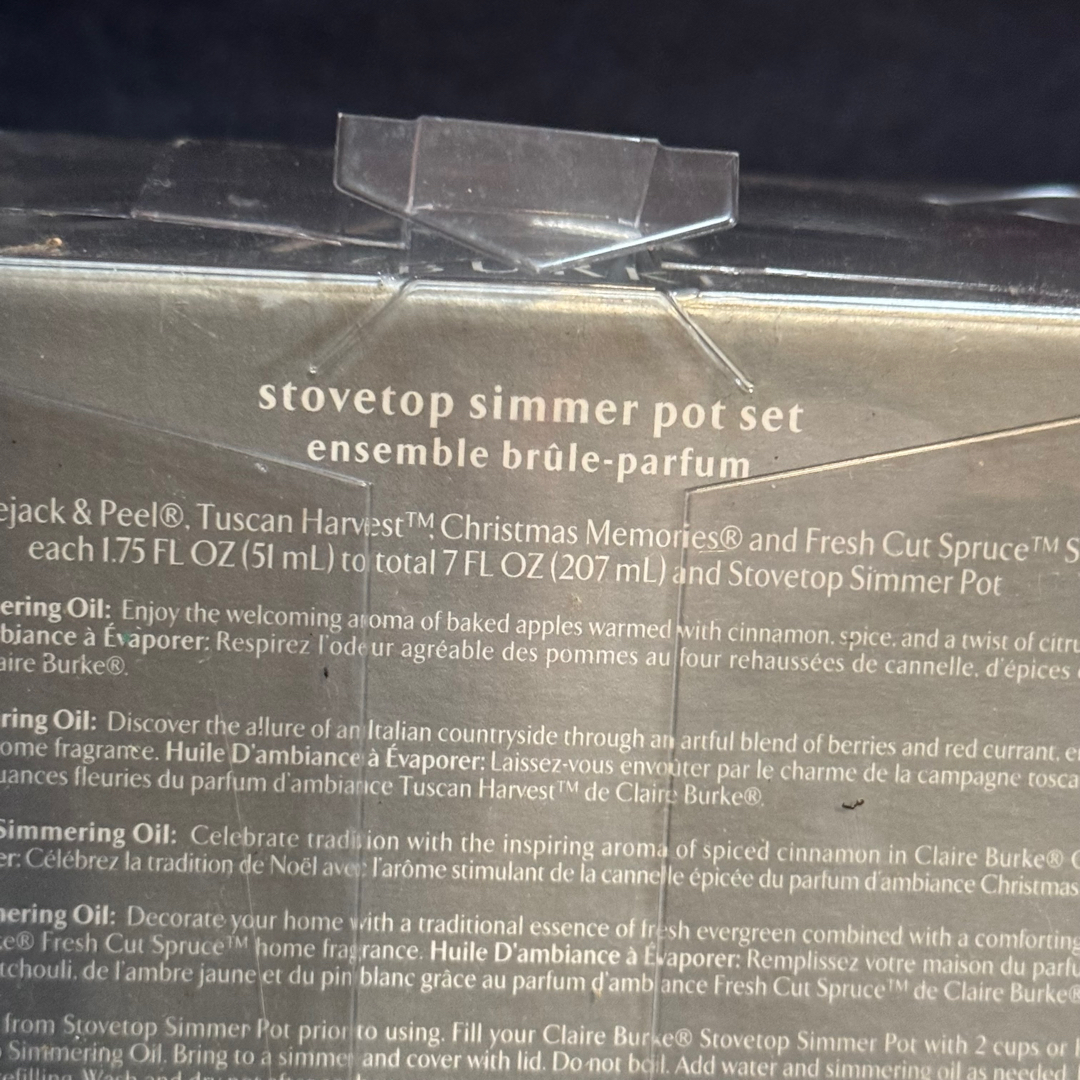 stovetop simmer pot set
ensemble brûle-parfum
ejack & Peel®, Tuscan Harvest™, Christmas Memories® and Fresh Cut Spruce™ S
each 1.75 FL OZ (51 mL) to total 7 FL OZ (207 mL) and Stovetop Simmer Pot
ering Oil: Enjoy the welcoming aroma of baked apples warmed with cinnamon, spice, and a twist of citru
biance à Évaporer: Respirez l'odeur agréable des pommes au four rehaussées de cannelle, d'épices
aire Burke®.
ring Oil: Discover the allure of an Italian countryside through an artful blend of berries and red currant, e
ome fragrance. Huile D'ambiance à Évaporer: Laissez-vous envoûter par le charme de la campagne tosca
uances fleuries du parfum d'ambiance Tuscan Harvest™ de Claire Burke®.
Simmering Oil: Celebrate tradition with the inspiring aroma of spiced cinnamon in Claire Burke® C
er: Célébrez la tradition de Noël avec l'arôme stimulant de la cannelle épicée du parfum d'ambiance Christmas
mering Oil: Decorate your home with a traditional essence of fresh evergreen combined with a comforting
ke® Fresh Cut Spruce™ home fragrance. Huile D'ambiance à Évaporer: Remplissez votre maison du parfu
tchouli, de l'ambre jaune et du pin blanc grâce au parfum d'ambiance Fresh Cut Spruce™ de Claire Burke®
from Stovetop Simmer Pot prior to using. Fill your Claire Burke® Stovetop Simmer Pot with 2 cups or
Simmering Oil. Bring to a simmer and cover with lid. Do not boil. Add water and simmering oil as needed
efilling. Wash and dry